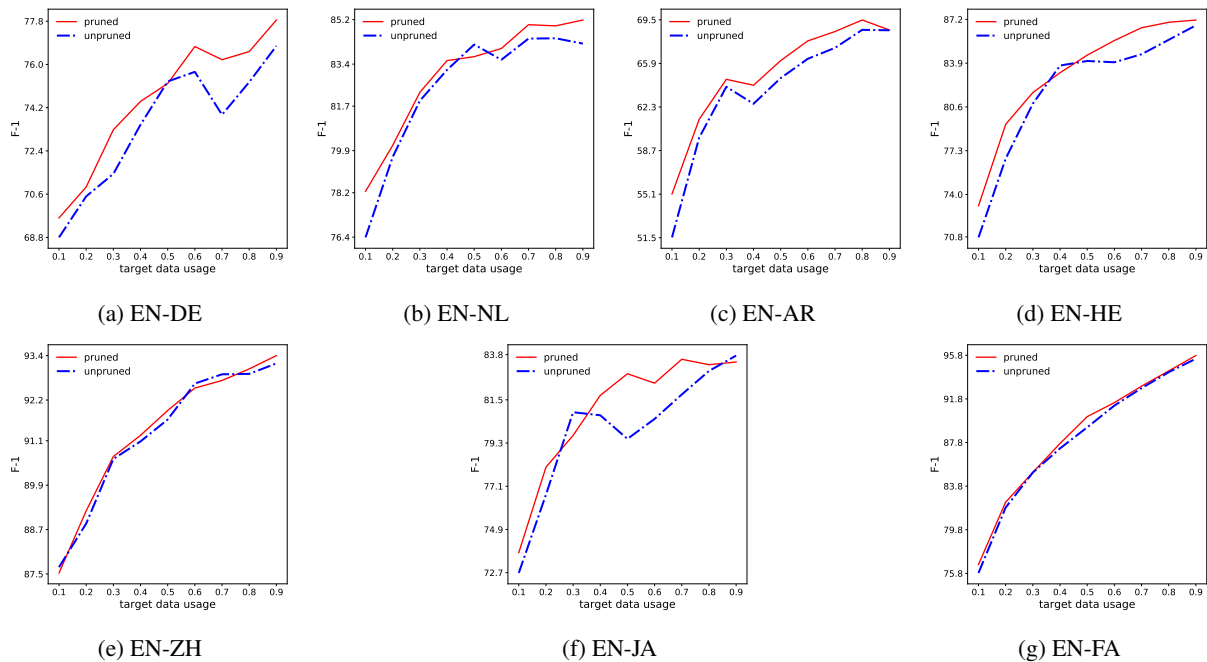 pruned
unpruned
77.8
76.0
74.2
72.4
70.6
68.8
F-1
0.1 0.2 0.3 0.4 0.5 0.6 0.7 0.8 0.9
target data usage
(a) EN-DE
pruned
unpruned
85.2
83.4
81.7
79.9
78.2
76.4
F-1
0.1 0.2 0.3 0.4 0.5 0.6 0.7 0.8 0.9
target data usage
(b) EN-NL
pruned
unpruned
69.5
65.9
62.3
58.7
55.1
51.5
F-1
0.1 0.2 0.3 0.4 0.5 0.6 0.7 0.8 0.9
target data usage
(c) EN-AR
pruned
unpruned
87.2
83.9
80.6
77.3
74.0
70.8
F-1
0.1 0.2 0.3 0.4 0.5 0.6 0.7 0.8 0.9
target data usage
(d) EN-HE
pruned
unpruned
93.4
92.2
91.1
89.9
88.7
87.5
F-1
0.1 0.2 0.3 0.4 0.5 0.6 0.7 0.8 0.9
target data usage
(e) EN-ZH
pruned
unpruned
83.8
81.5
79.3
77.1
74.9
72.7
F-1
0.1 0.2 0.3 0.4 0.5 0.6 0.7 0.8 0.9
target data usage
(f) EN-JA
pruned
unpruned
95.8
91.8
87.8
83.8
79.8
75.8
F-1
0.1 0.2 0.3 0.4 0.5 0.6 0.7 0.8 0.9
target data usage
(g) EN-FA